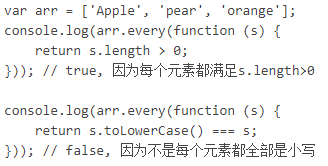 var arr = ['Apple', 'pear', 'orange'];
console.log(arr.every(function (s) {
    return s.length > 0;
})); // true, 因为每个元素都满足s.length>0

console.log(arr.every(function (s) {
    return s.toLowerCase() === s;
})); // false, 因为不是每个元素都全部是小写